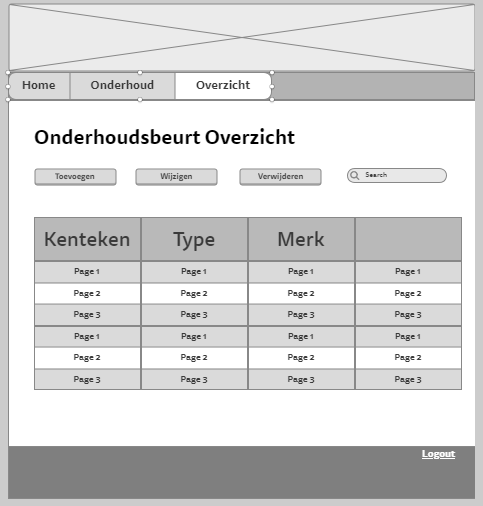 Home Onderhoud Overzicht
Onderhoudsbeurt Overzicht
Toevoegen Wijzigen Verwijderen Search
Kenteken Type Merk
Page 1 Page 1 Page 1 Page 1
Page 2 Page 2 Page 2 Page 2
Page 3 Page 3 Page 3 Page 3
Page 1 Page 1 Page 1 Page 1
Page 2 Page 2 Page 2 Page 2
Page 3 Page 3 Page 3 Page 3
Logout